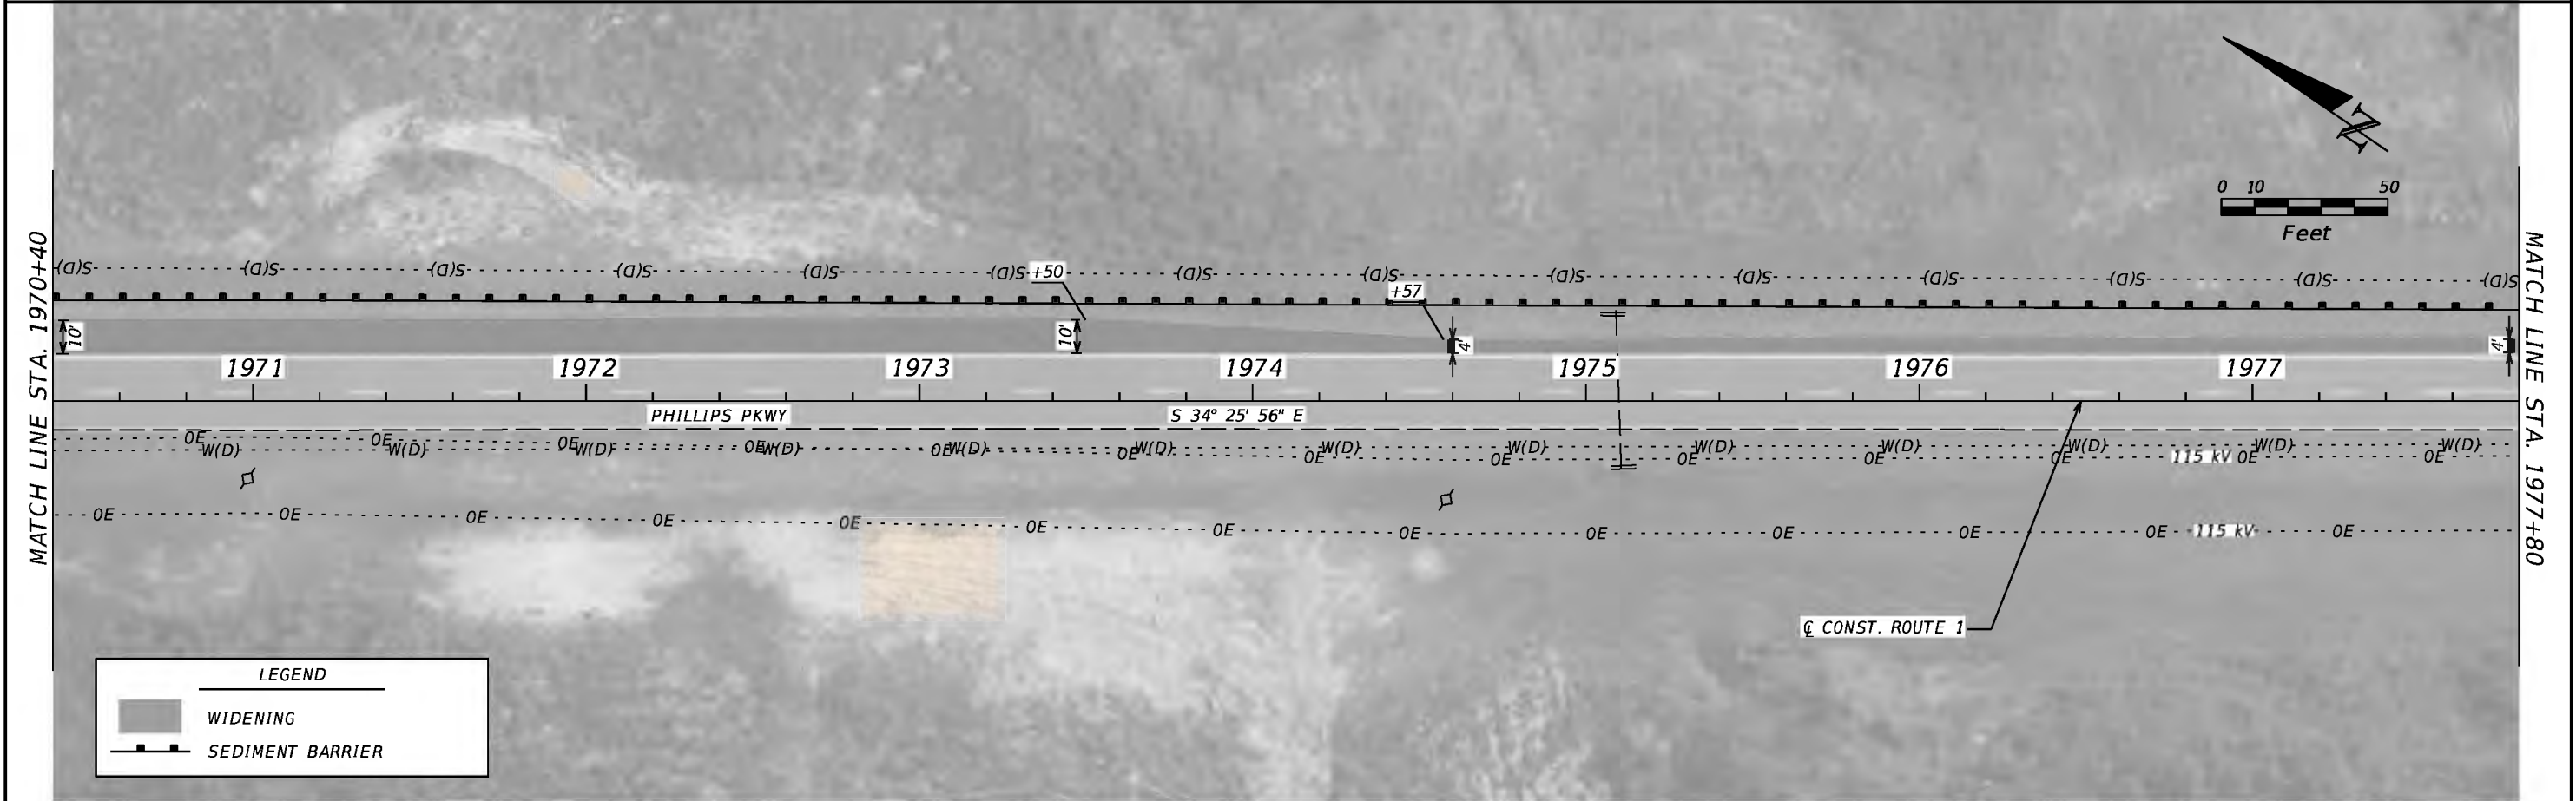 N
0 10 50
Feet
MATCH LINE STA. 1970+40
MATCH LINE STA. 1977+80
W(D) W(D) W(D) W(D) W(D) W(D) W(D) W(D) W(D) W(D) W(D) W(D) W(D)
S(D) S(D) S(D) S(D) S(D) S(D) S(D) S(D) S(D) S(D) S(D) S(D) S(D) S(D)
+50
+57
10' 10' 4' 4'
1971 1972 1973 1974 1975 1976 1977
PHILLIPS PKWY S 34° 25' 56" E
OE OE OE OE OE OE OE OE OE OE OE 115 kV OE OE
OE OE OE OE OE OE OE OE OE OE OE OE 115 kV OE
℄ CONST. ROUTE 1
LEGEND
WIDENING
SEDIMENT BARRIER